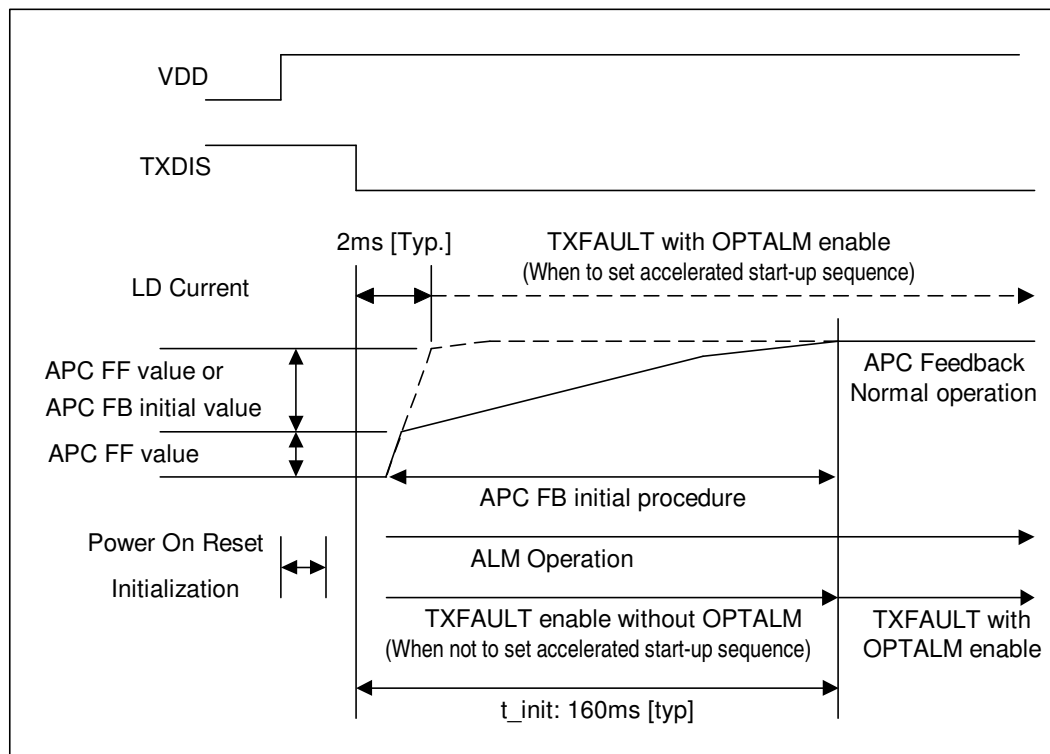 VDD
TXDIS
2ms [Typ.]
TXFAULT with OPTALM enable
(When to set accelerated start-up sequence)
LD Current
APC FF value or
APC FB initial value
APC Feedback
Normal operation
APC FF value
APC FB initial procedure
Power On Reset
Initialization
ALM Operation
TXFAULT enable without OPTALM
(When not to set accelerated start-up sequence)
TXFAULT with
OPTALM enable
t_init: 160ms [typ]